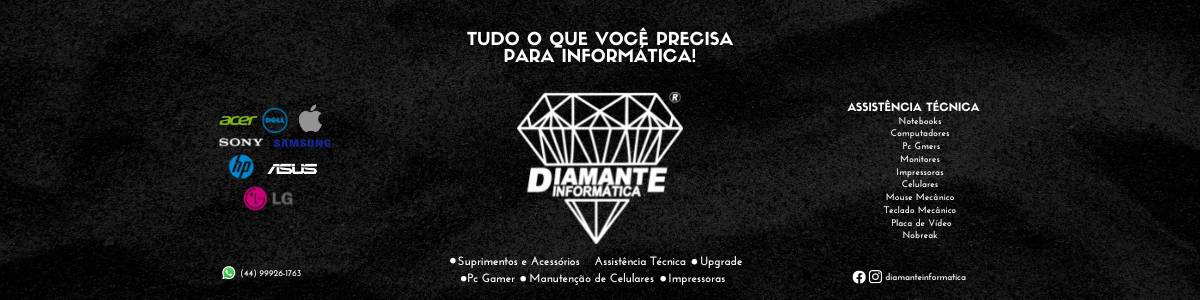 TUDO O QUE VOCÊ PRECISA
PARA INFORMÁTICA!
acer DELL
SONY SAMSUNG
hp ASUS
LG
(44) 99926-1763
®
DIAMANTE
INFORMÁTICA
● Suprimentos e Acessórios Assistência Técnica ● Upgrade
● Pc Gamer ● Manutenção de Celulares ● Impressoras
ASSISTÊNCIA TÉCNICA
Notebooks
Computadores
Pc Gmers
Monitores
Impressoras
Celulares
Mouse Mecânico
Teclado Mecânico
Placa de Vídeo
Nobreak
diamanteinformatica